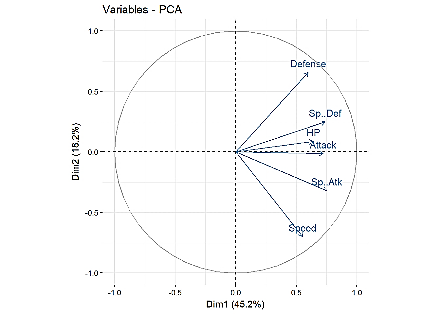 Variables - PCA
1.0
0.5
0.0
-0.5
-1.0
Dim2 (18.2%)
Defense
Sp..Def
HP
Attack
Sp..Atk
Speed
-1.0 -0.5 0.0 0.5 1.0
Dim1 (45.2%)